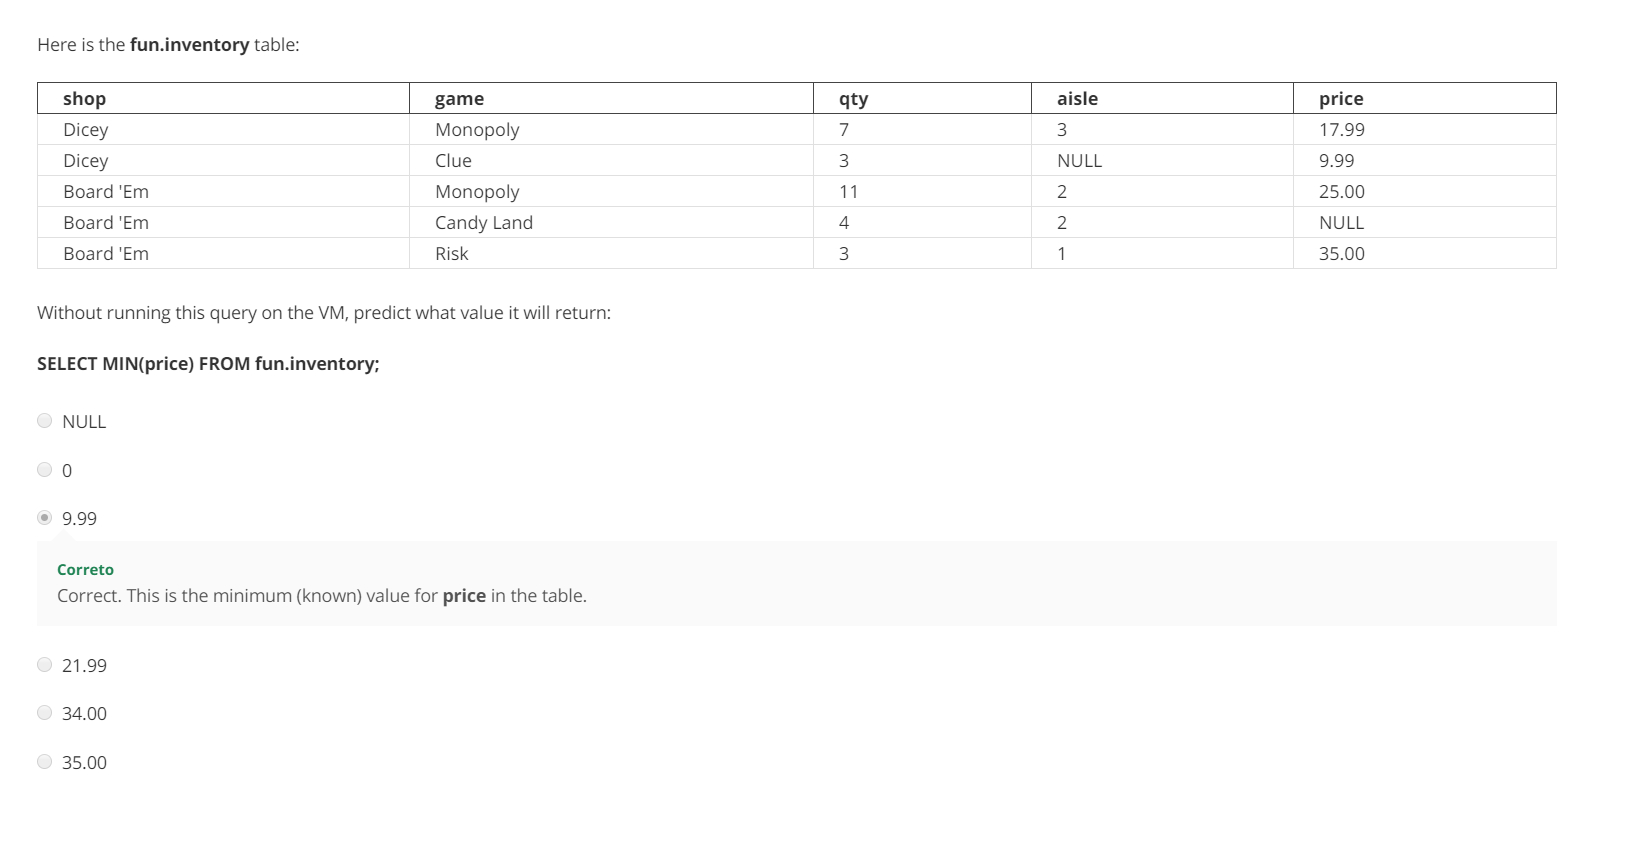 Here is the fun.inventory table:
shop game qty aisle price
Dicey Monopoly 7 3 17.99
Dicey Clue 3 NULL 9.99
Board 'Em Monopoly 11 2 25.00
Board 'Em Candy Land 4 2 NULL
Board 'Em Risk 3 1 35.00
Without running this query on the VM, predict what value it will return:
SELECT MIN(price) FROM fun.inventory;
NULL
0
9.99
Correto
Correct. This is the minimum (known) value for price in the table.
21.99
34.00
35.00